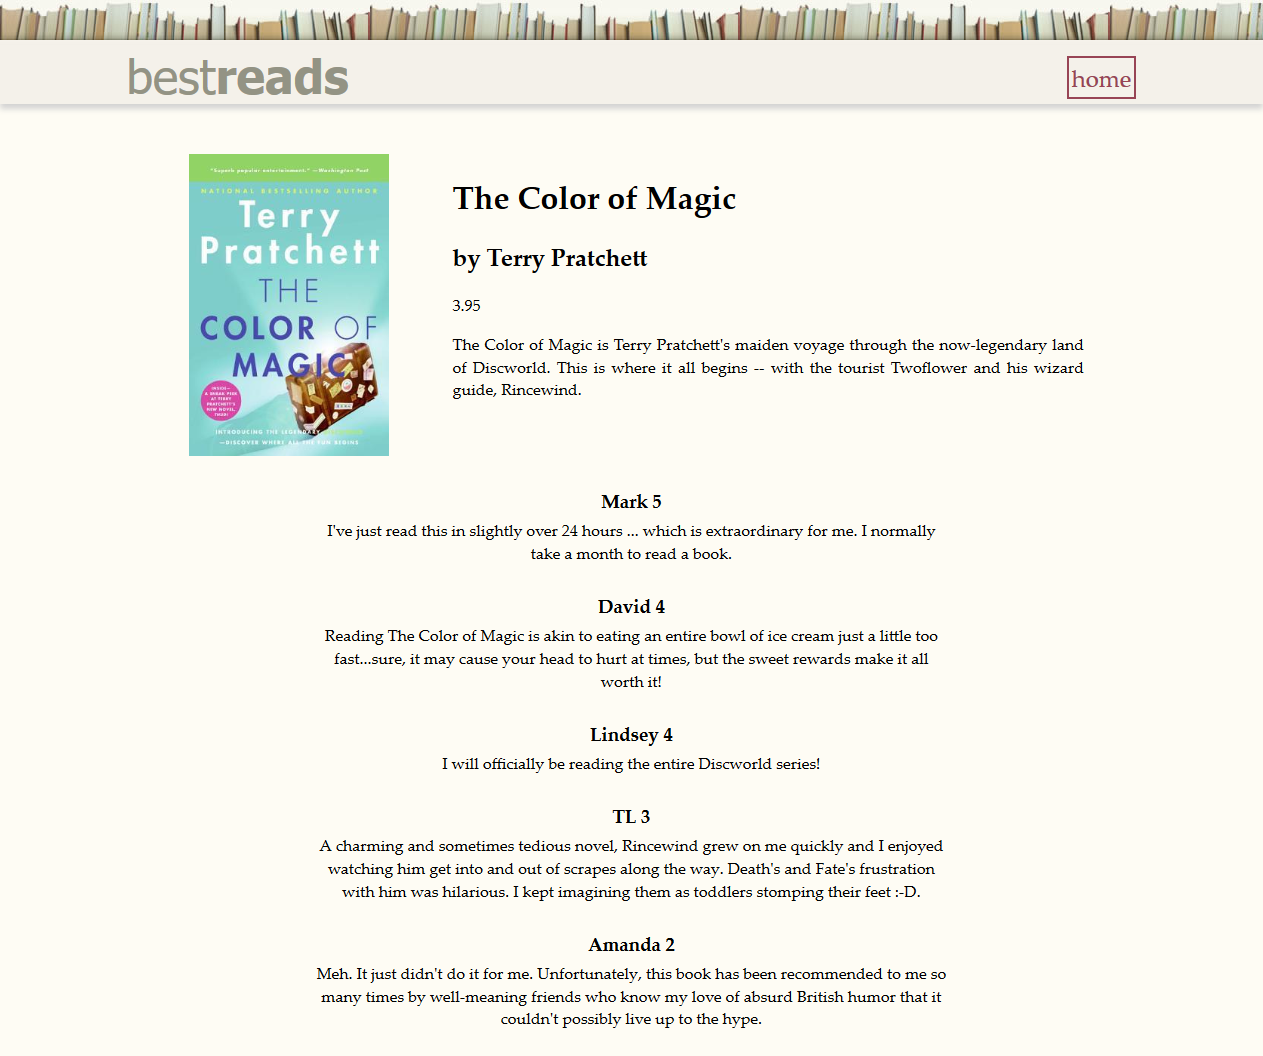 bestreads
home
"Superb popular entertainment." —Washington Post
NATIONAL BESTSELLING AUTHOR
Terry
Pratchett
THE
COLOR OF
MAGIC
INTRODUCING THE LEGENDARY
—DISCOVER WHERE ALL THE FUN BEGINS
The Color of Magic
by Terry Pratchett
3.95
The Color of Magic is Terry Pratchett's maiden voyage through the now-legendary land
of Discworld. This is where it all begins -- with the tourist Twoflower and his wizard
guide, Rincewind.
Mark 5
I've just read this in slightly over 24 hours ... which is extraordinary for me. I normally
take a month to read a book.
David 4
Reading The Color of Magic is akin to eating an entire bowl of ice cream just a little too
fast...sure, it may cause your head to hurt at times, but the sweet rewards make it all
worth it!
Lindsey 4
I will officially be reading the entire Discworld series!
TL 3
A charming and sometimes tedious novel, Rincewind grew on me quickly and I enjoyed
watching him get into and out of scrapes along the way. Death's and Fate's frustration
with him was hilarious. I kept imagining them as toddlers stomping their feet :-D.
Amanda 2
Meh. It just didn't do it for me. Unfortunately, this book has been recommended to me so
many times by well-meaning friends who know my love of absurd British humor that it
couldn't possibly live up to the hype.